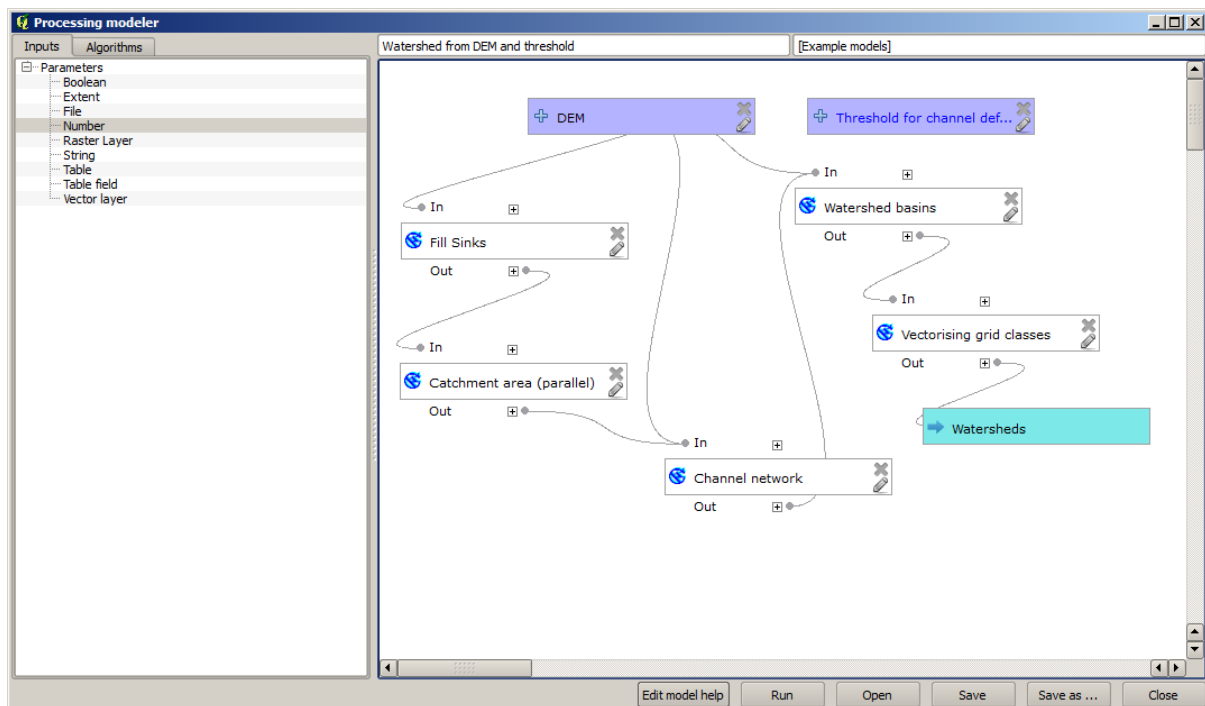 Processing modeler
Inputs
Algorithms
Watershed from DEM and threshold
[Example models]
Parameters
Boolean
Extent
File
Number
Raster Layer
String
Table
Table field
Vector layer
DEM
Threshold for channel def...
In
Watershed basins
Out
In
Fill Sinks
Out
In
Vectorising grid classes
Out
In
Catchment area (parallel)
Out
Watersheds
In
Channel network
Out
Edit model help
Run
Open
Save
Save as ...
Close